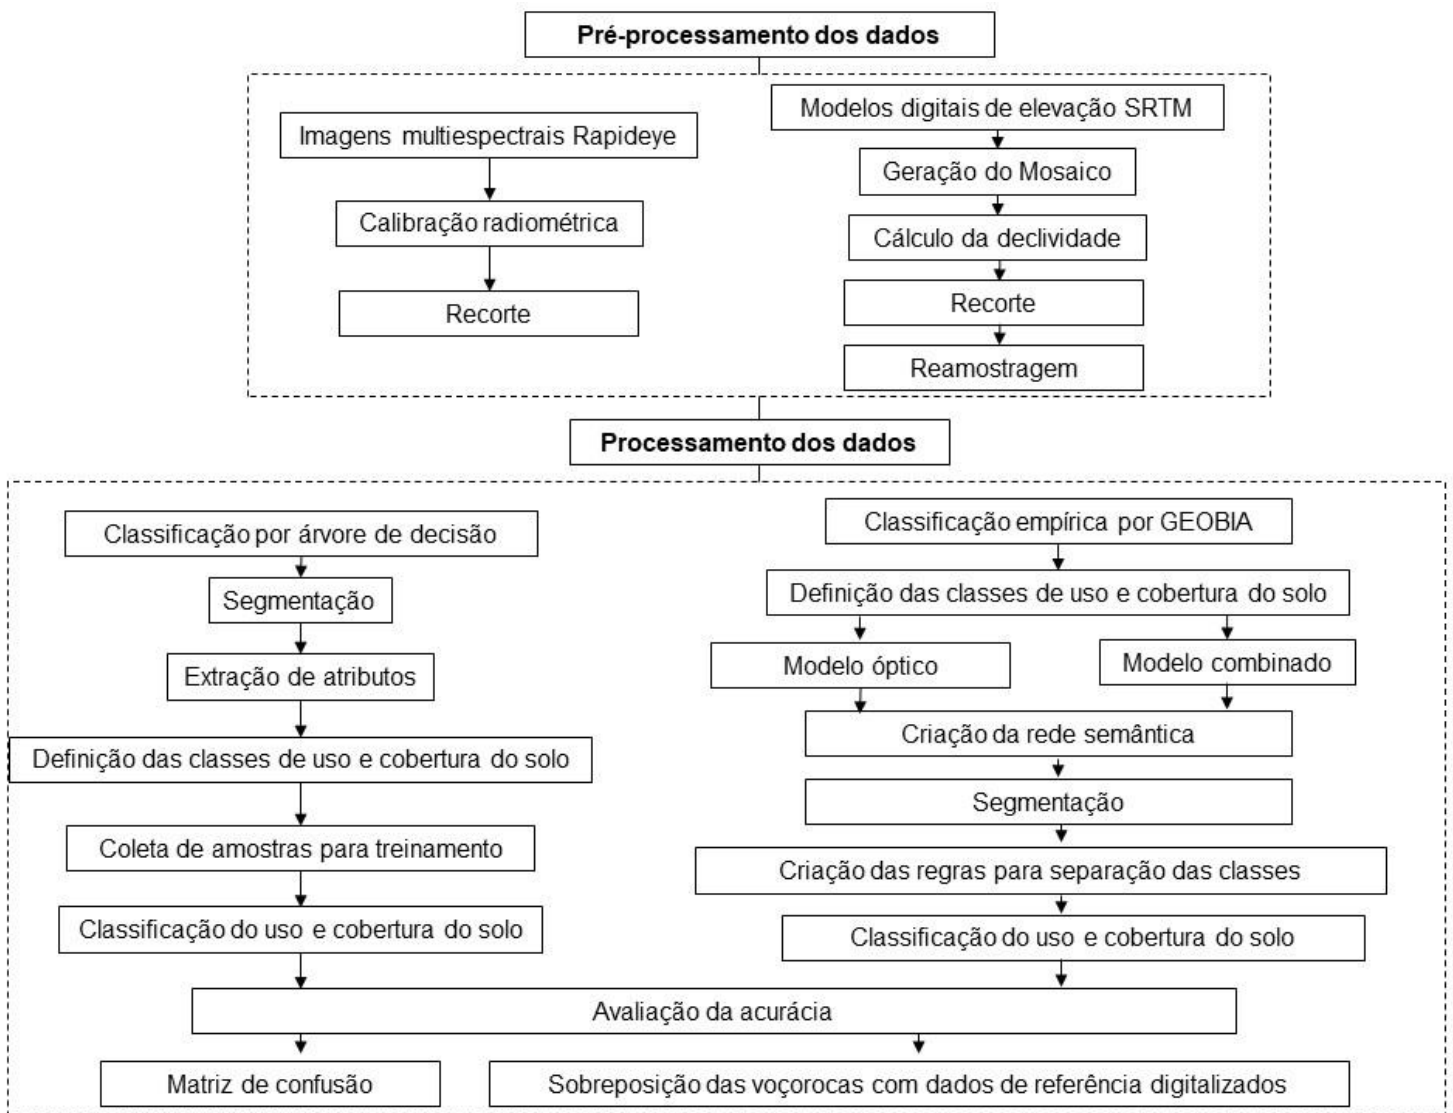 Pré-processamento dos dados
Imagens multiespectrais Rapideye
Calibração radiométrica
Recorte
Modelos digitais de elevação SRTM
Geração do Mosaico
Cálculo da declividade
Recorte
Reamostragem
Processamento dos dados
Classificação por árvore de decisão
Segmentação
Extração de atributos
Definição das classes de uso e cobertura do solo
Coleta de amostras para treinamento
Classificação do uso e cobertura do solo
Classificação empírica por GEOBIA
Definição das classes de uso e cobertura do solo
Modelo óptico
Modelo combinado
Criação da rede semântica
Segmentação
Criação das regras para separação das classes
Classificação do uso e cobertura do solo
Avaliação da acurácia
Matriz de confusão
Sobreposição das voçorocas com dados de referência digitalizados